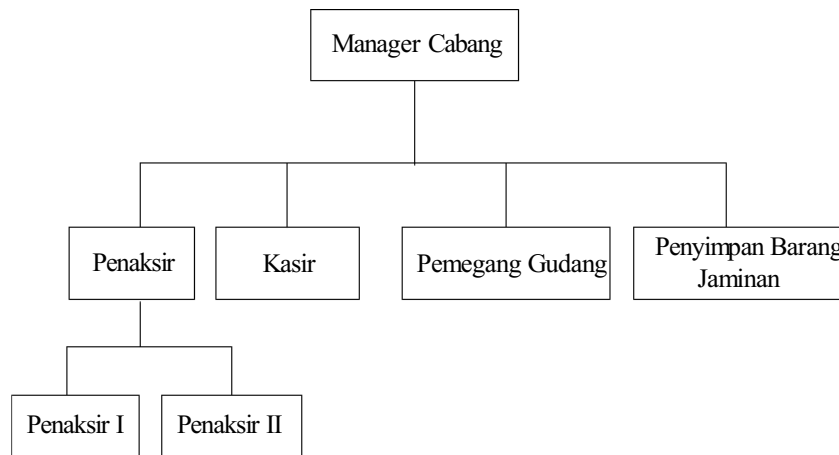 Manager Cabang
Penaksir
Kasir
Pemegang Gudang
Penyimpan Barang
Jaminan
Penaksir I
Penaksir II